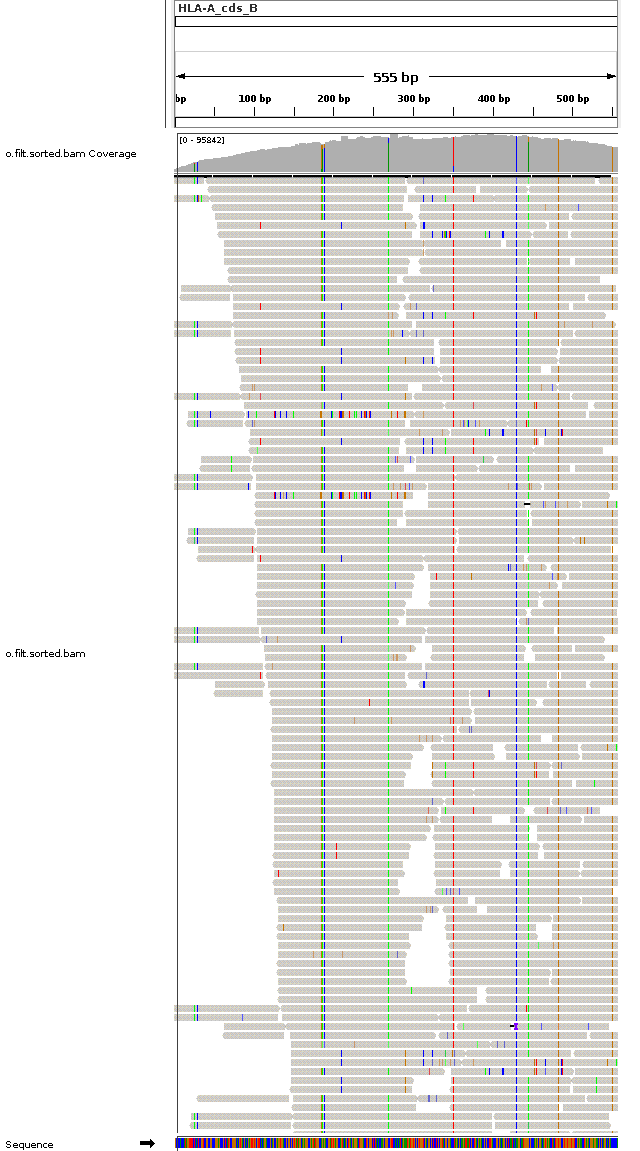 HLA-A_cds_B
555 bp
bp 100 bp 200 bp 300 bp 400 bp 500 bp
[0 - 95842]
o.filt.sorted.bam Coverage
o.filt.sorted.bam
Sequence